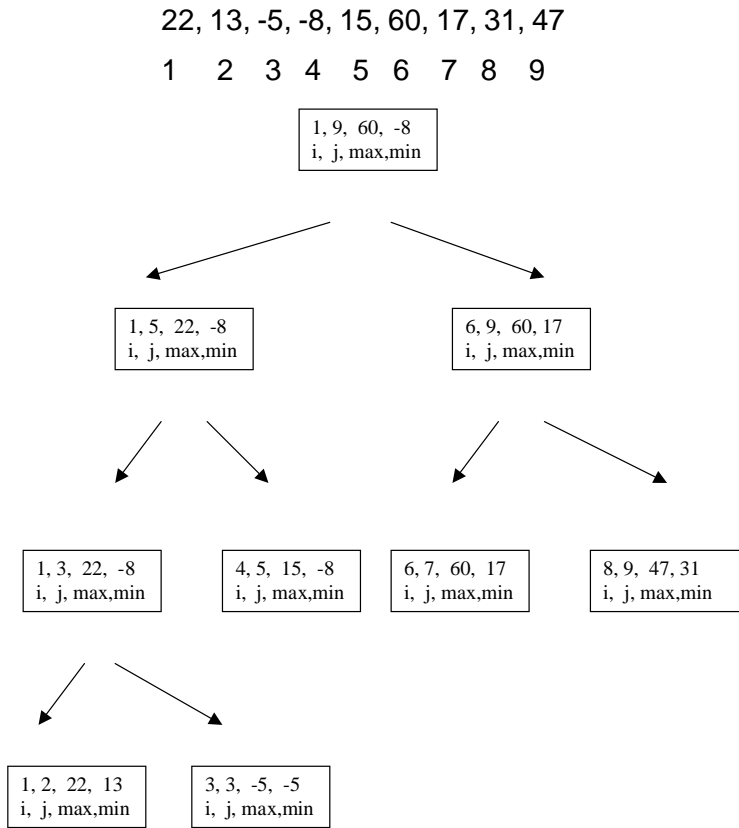 22, 13, -5, -8, 15, 60, 17, 31, 47
1 2 3 4 5 6 7 8 9
1, 9, 60, -8
i, j, max,min
1, 5, 22, -8
i, j, max,min
6, 9, 60, 17
i, j, max,min
1, 3, 22, -8
i, j, max,min
4, 5, 15, -8
i, j, max,min
6, 7, 60, 17
i, j, max,min
8, 9, 47, 31
i, j, max,min
1, 2, 22, 13
i, j, max,min
3, 3, -5, -5
i, j, max,min